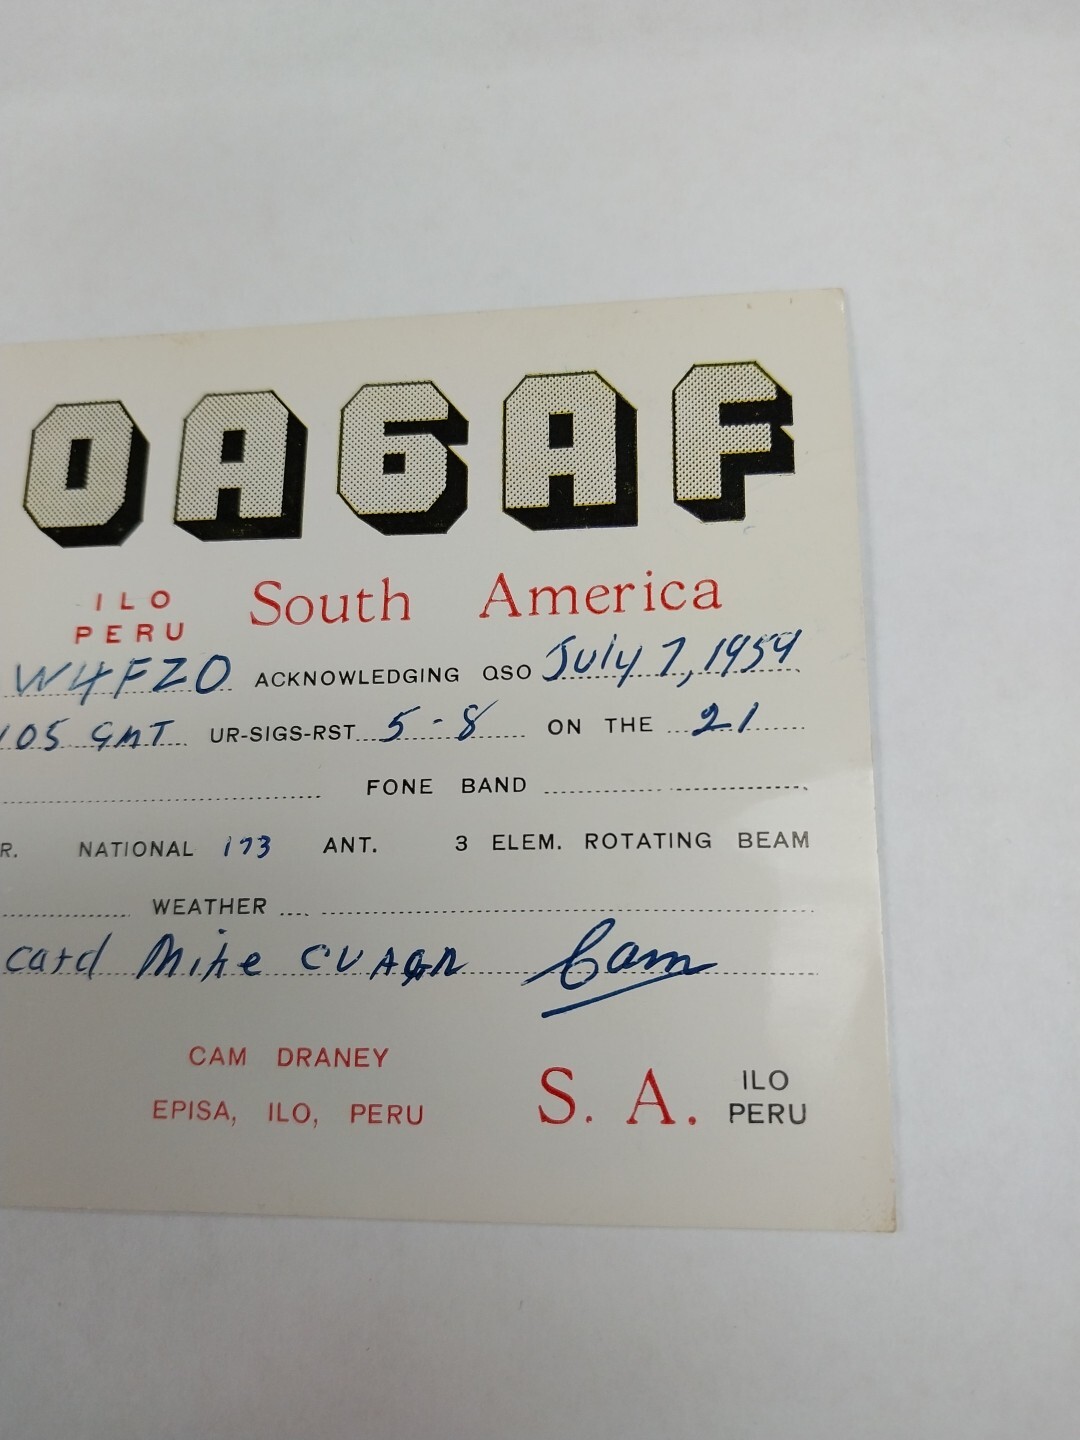 OA6AF
ILO
PERU
South America
W4FZO ACKNOWLEDGING QSO July 7, 1959
105 GMT UR-SIGS-RST 5-8 ON THE 21
FONE BAND
R. NATIONAL 173 ANT. 3 ELEM. ROTATING BEAM
WEATHER
card Mike CUAGN Cam
CAM DRANEY
EPISA, ILO, PERU
S. A.
ILO
PERU